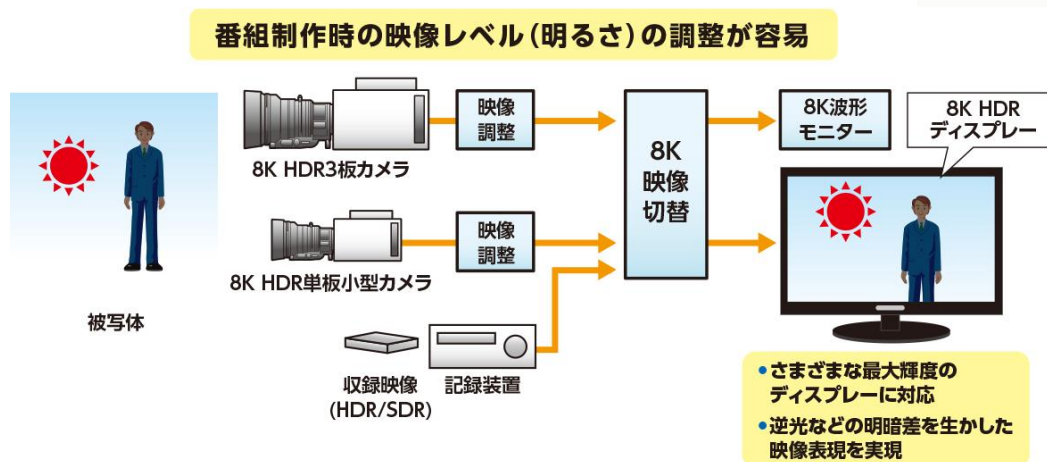 番組制作時の映像レベル(明るさ)の調整が容易
被写体
8K HDR3板カメラ
映像
調整
8K HDR単板小型カメラ
映像
調整
収録映像
(HDR/SDR)
記録装置
8K
映像
切替
8K波形
モニター
8K HDR
ディスプレー
•さまざまな最大輝度の
ディスプレーに対応
•逆光などの明暗差を生かした
映像表現を実現